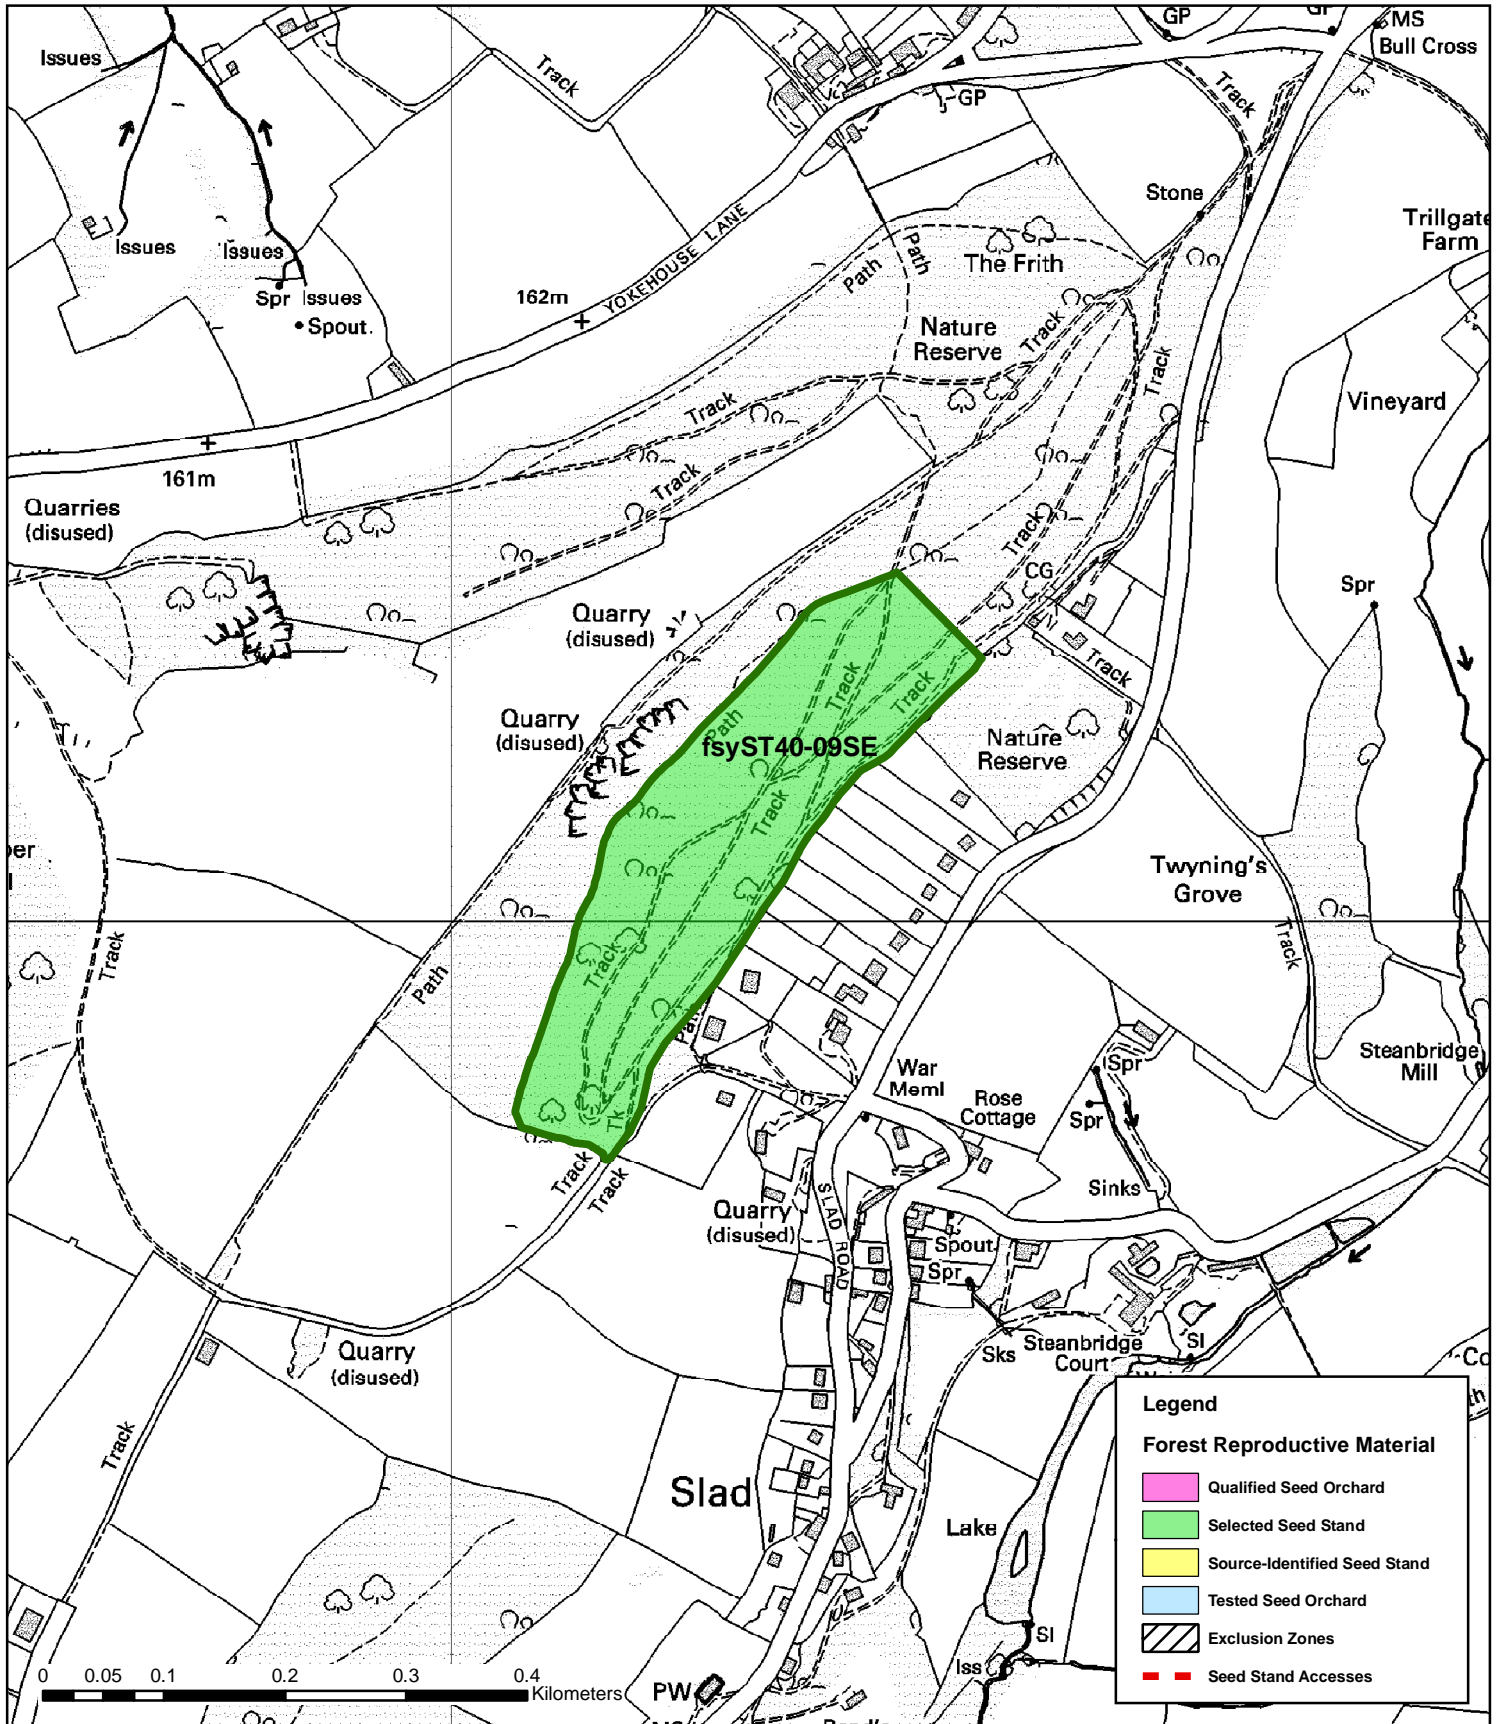 GP
GP
MS
Bull Cross
Issues
Track
Track
GP
Stone
Trillgate
Farm
Issues
Issues
Spr
Issues
Spout
162m
YOKEHOUSE LANE
Path
Path
The Frith
Nature
Reserve
Track
Track
Vineyard
Track
161m
Track
Quarries
(disused)
Track
CG
Spr
Quarry
(disused)
Track
Track
Track
Quarry
(disused)
Path
fsyST40-09SE
Nature
Reserve
Track
Twyning's
Grove
Track
Track
Path
Track
Path
War
Meml
Rose
Cottage
Spr
Spr
Steanbridge
Mill
Tk
Track
Track
Sinks
Quarry
(disused)
SLAD ROAD
Spout
Spr
Sks
Steanbridge
Court
Sl
Quarry
(disused)
Track
Slad
Lake
Sl
Iss
PW
Legend
Forest Reproductive Material
Qualified Seed Orchard
Selected Seed Stand
Source-Identified Seed Stand
Tested Seed Orchard
Exclusion Zones
Seed Stand Accesses
0 0.05 0.1 0.2 0.3 0.4
Kilometers